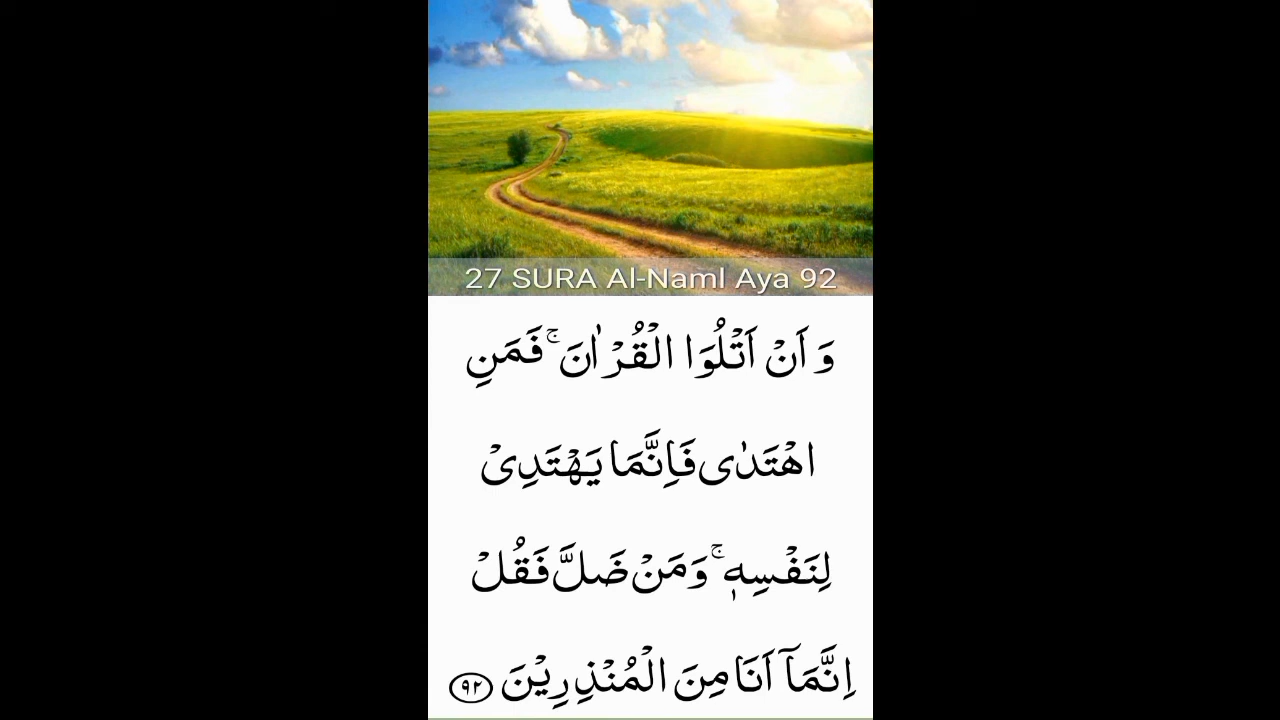 27 SURA Al-Naml Aya 92
وَ اَنْ اَتْلُوَا الْقُرْاٰنَ ۚ فَمَنِ
اهْتَدٰى فَاِنَّمَا يَهْتَدِىْ
لِنَفْسِهٖ ۚ وَمَنْ ضَلَّ فَقُلْ
اِنَّمَاۤ اَنَا مِنَ الْمُنْذِرِيْنَ ﴿۹۲﴾